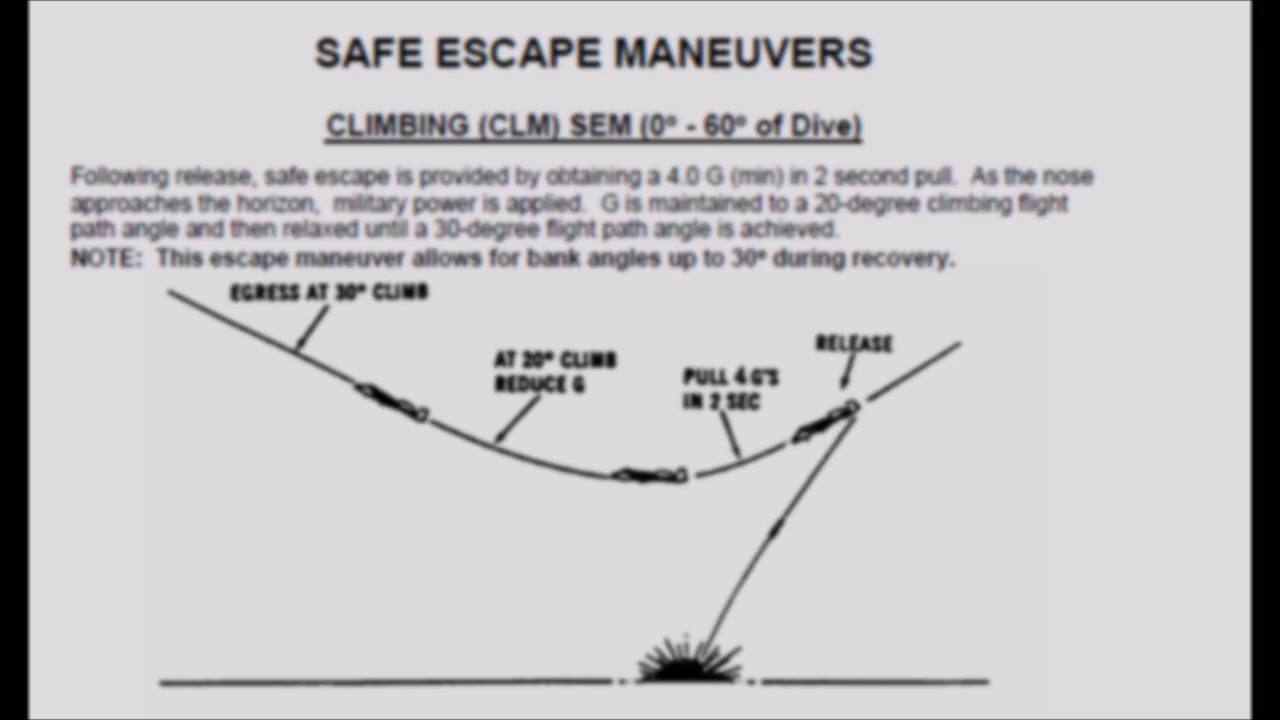 SAFE ESCAPE MANEUVERS
CLIMBING (CLM) SEM (0° - 60° of Dive)
Following release, safe escape is provided by obtaining a 4.0 G (min) in 2 second pull. As the nose
approaches the horizon, military power is applied. G is maintained to a 20-degree climbing flight
path angle and then relaxed until a 30-degree flight path angle is achieved.
NOTE: This escape maneuver allows for bank angles up to 30° during recovery.
EGRESS AT 30° CLIMB
RELEASE
AT 20° CLIMB
REDUCE G
PULL 4 G'S
IN 2 SEC